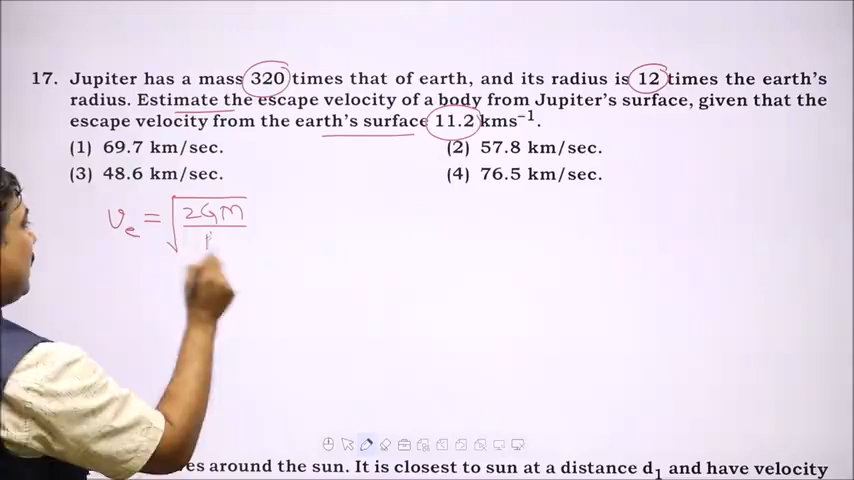 17. Jupiter has a mass 320 times that of earth, and its radius is 12 times the earth's
radius. Estimate the escape velocity of a body from Jupiter's surface, given that the
escape velocity from the earth's surface 11.2 kms⁻¹.
(1) 69.7 km/sec. (2) 57.8 km/sec.
(3) 48.6 km/sec. (4) 76.5 km/sec.
vₑ = √2GM
around the sun. It is closest to sun at a distance d₁ and have velocity